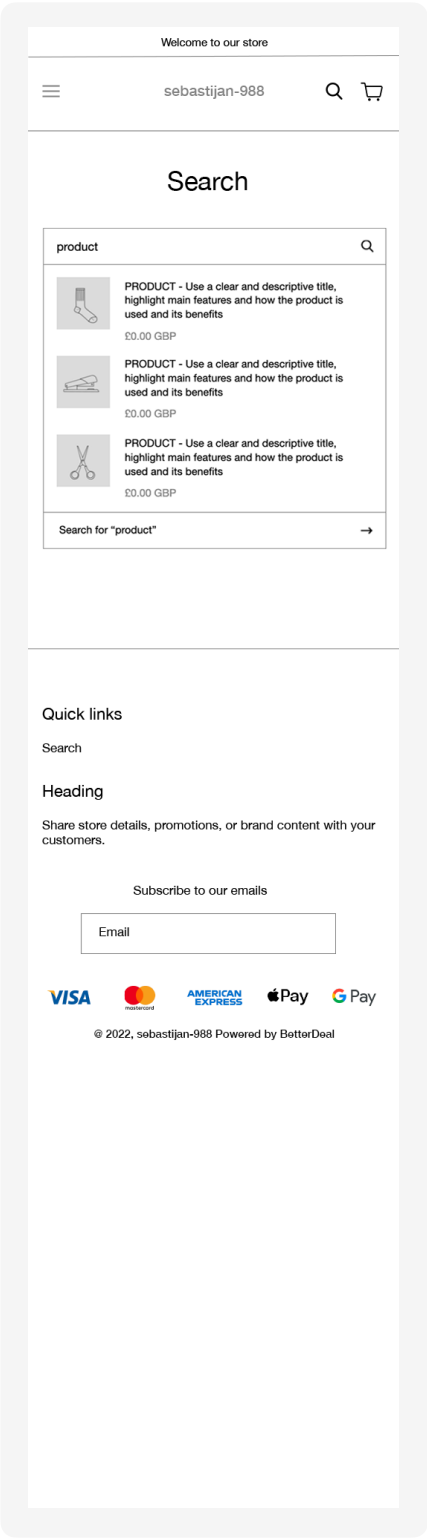 Welcome to our store
sebastijan-988
Search
product
PRODUCT - Use a clear and descriptive title,
highlight main features and how the product is
used and its benefits
£0.00 GBP
PRODUCT - Use a clear and descriptive title,
highlight main features and how the product is
used and its benefits
£0.00 GBP
PRODUCT - Use a clear and descriptive title,
highlight main features and how the product is
used and its benefits
£0.00 GBP
Search for “product”
Quick links
Search
Heading
Share store details, promotions, or brand content with your
customers.
Subscribe to our emails
Email
VISA mastercard AMERICAN EXPRESS Pay G Pay
@ 2022, sebastijan-988 Powered by BetterDeal